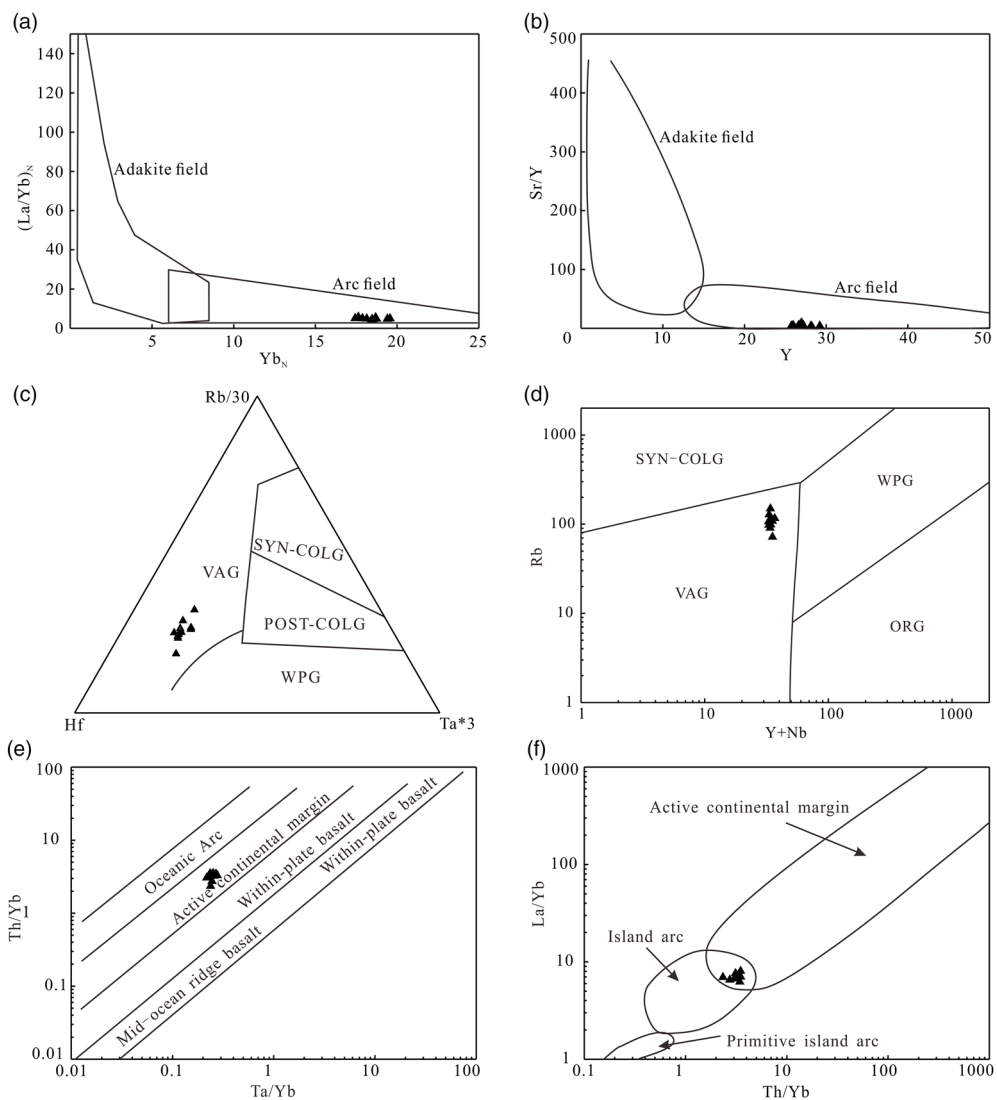 (a)
140
120
100
80
60
40
20
0
(La/Yb)N
Adakite field
Arc field
5
10
15
20
25
YbN
(b)
500
400
300
200
100
0
Sr/Y
Adakite field
Arc field
10
20
30
40
50
Y
(c)
Rb/30
SYN-COLG
VAG
POST-COLG
WPG
Hf
Ta*3
(d)
1000
100
10
1
Rb
SYN-COLG
WPG
VAG
ORG
1
10
100
1000
Y+Nb
(e)
100
10
1
0.1
0.01
Th/Yb
Oceanic Arc
Active continental margin
Within-plate basalt
Within-plate basalt
Mid-ocean ridge basalt
0.01
0.1
1
10
100
Ta/Yb
(f)
1000
100
10
1
La/Yb
Active continental margin
Island arc
Primitive island arc
1
10
100
1000
Th/Yb